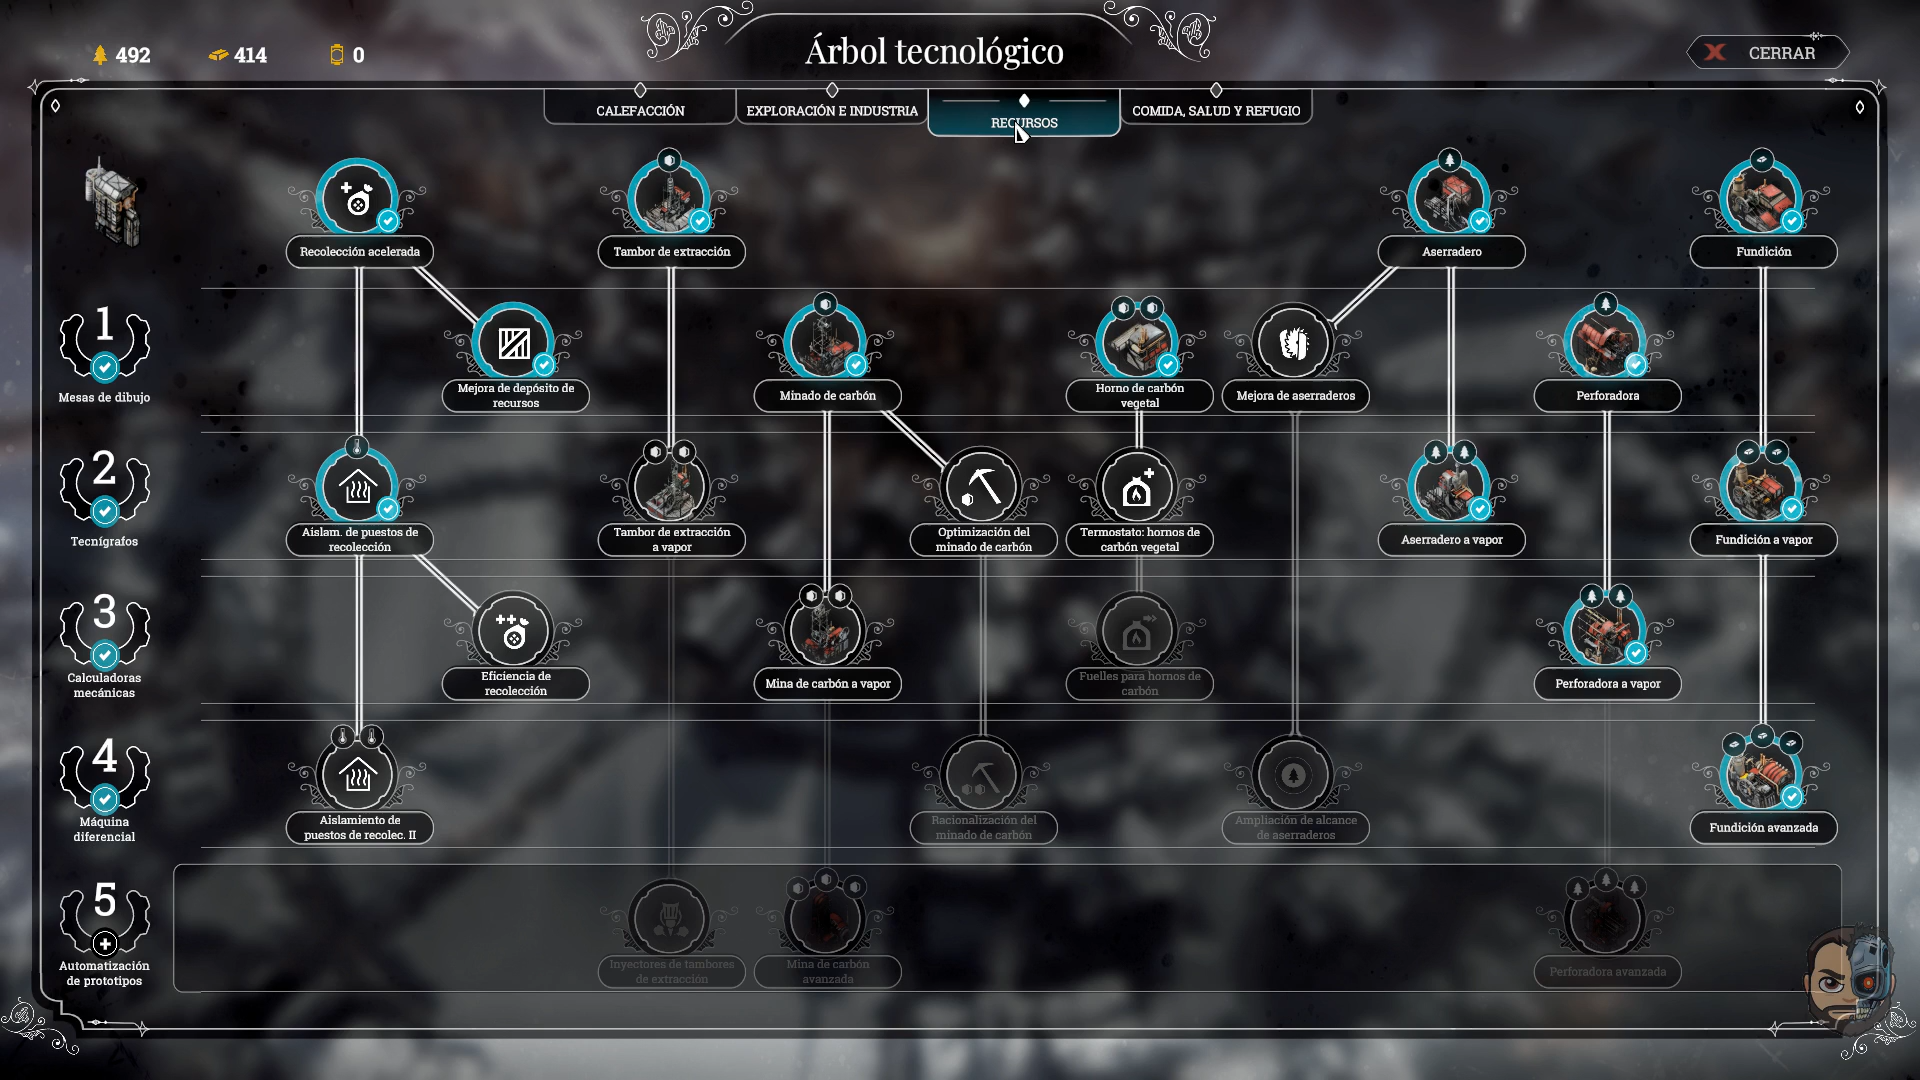 492
414
0
Árbol tecnológico
CERRAR
CALEFACCIÓN
EXPLORACIÓN E INDUSTRIA
RECURSOS
COMIDA, SALUD Y REFUGIO
Recolección acelerada
Tambor de extracción
Aserradero
Fundición
1
Mesas de dibujo
Mejora de depósito de
recursos
Minado de carbón
Horno de carbón
vegetal
Mejora de aserraderos
Perforadora
2
Tecnígrafos
Aislam. de puestos de
recolección
Tambor de extracción
a vapor
Optimización del
minado de carbón
Termostato: hornos de
carbón vegetal
Aserradero a vapor
Fundición a vapor
3
Calculadoras
mecánicas
Eficiencia de
recolección
Mina de carbón a vapor
Fuelles para hornos de
carbón
Perforadora a vapor
4
Máquina
diferencial
Aislamiento de
puestos de recolec. II
Racionalización del
minado de carbón
Ampliación de alcance
de aserraderos
Fundición avanzada
5
Automatización
de prototipos
Inyectores de tambores
de extracción
Mina de carbón
avanzada
Perforadora avanzada